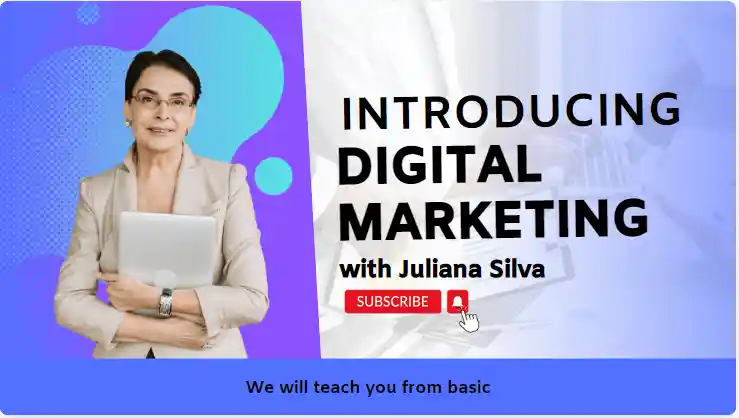 INTRODUCING
DIGITAL
MARKETING
with Juliana Silva
SUBSCRIBE
We will teach you from basic